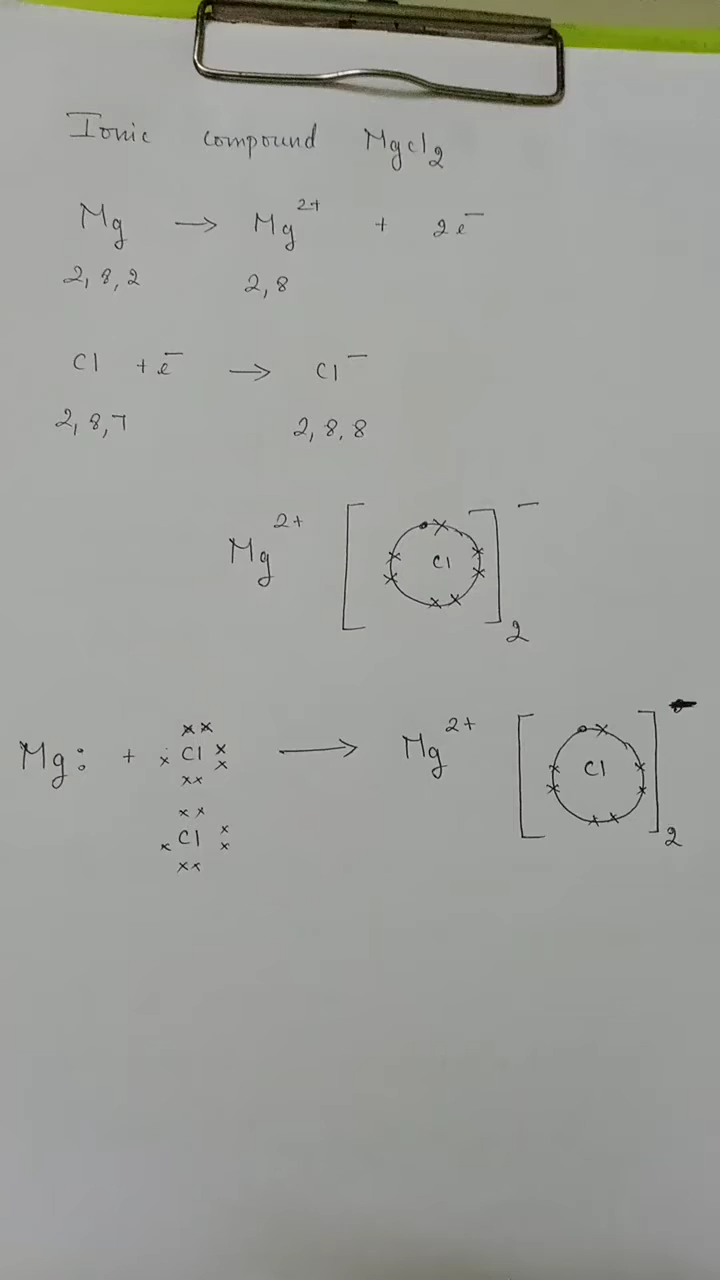 Ionic compound MgCl2
Mg → Mg2+ + 2e–
2, 8, 2 2, 8
Cl + e– → Cl–
2, 8, 7 2, 8, 8
Mg2+ [Cl]–2
Mg: + Cl → Mg2+ [Cl]–2
Cl